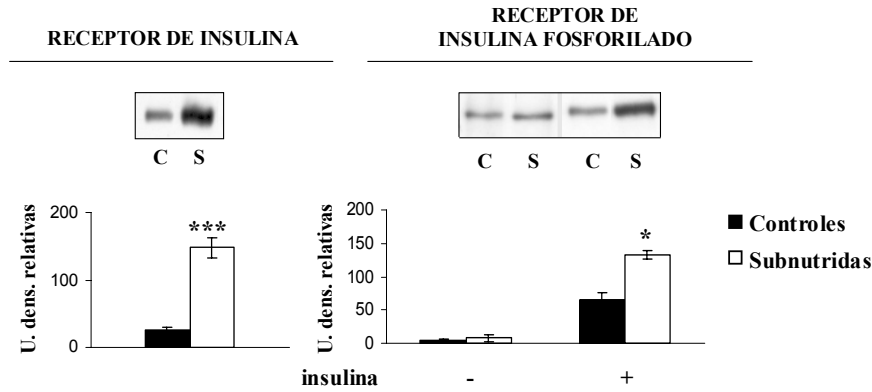 RECEPTOR DE INSULINA
RECEPTOR DE
INSULINA FOSFORILADO
C S
C S C S
U. dens. relativas
200
100
0
***
U. dens. relativas
200
150
100
50
0
*
Controles
Subnutridas
insulina - +